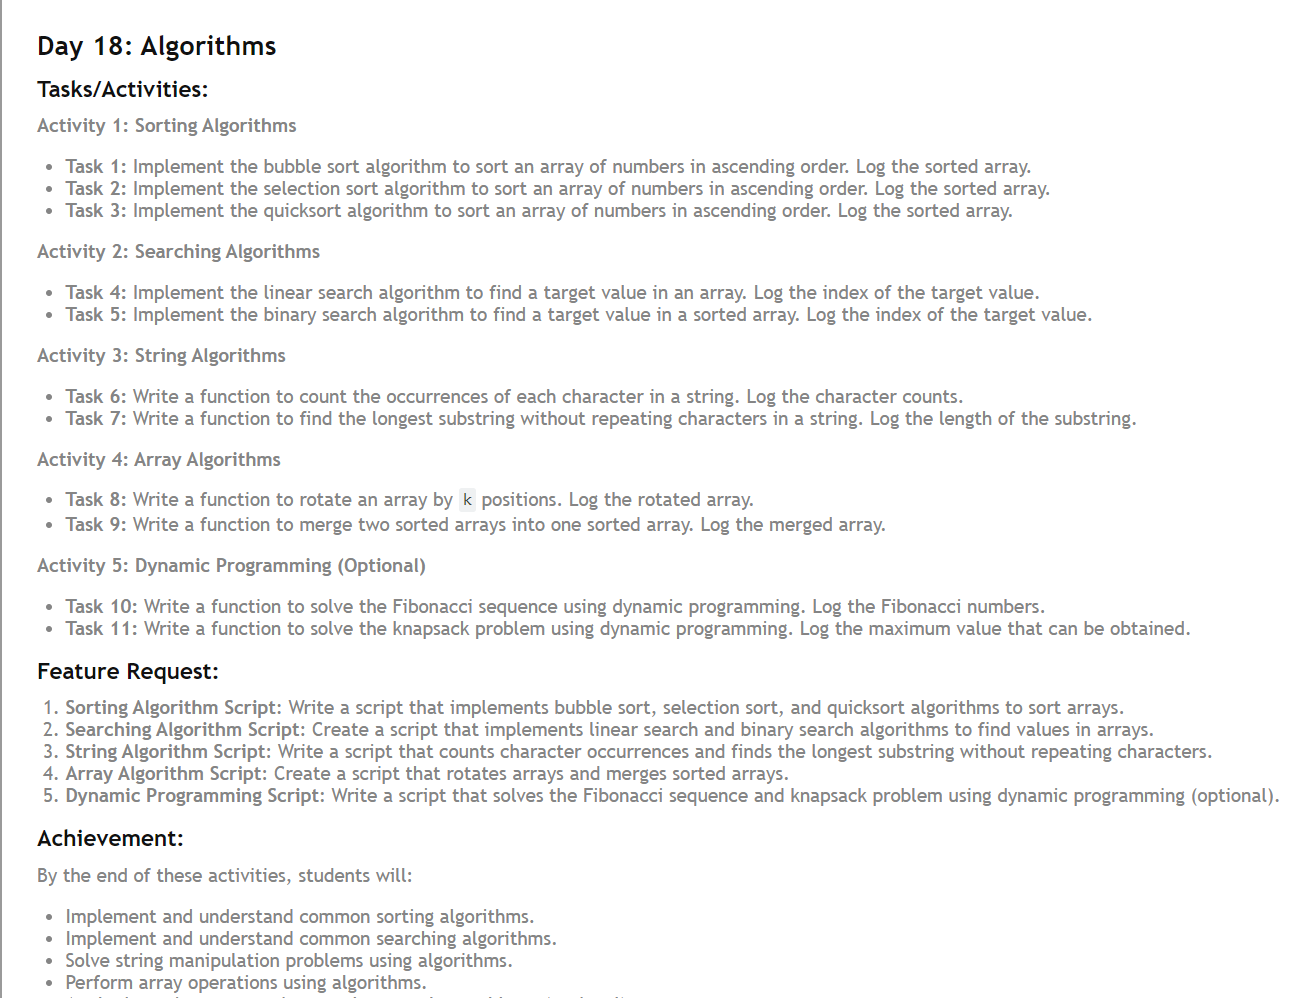 Day 18: Algorithms
Tasks/Activities:
Activity 1: Sorting Algorithms
• Task 1: Implement the bubble sort algorithm to sort an array of numbers in ascending order. Log the sorted array.
• Task 2: Implement the selection sort algorithm to sort an array of numbers in ascending order. Log the sorted array.
• Task 3: Implement the quicksort algorithm to sort an array of numbers in ascending order. Log the sorted array.
Activity 2: Searching Algorithms
• Task 4: Implement the linear search algorithm to find a target value in an array. Log the index of the target value.
• Task 5: Implement the binary search algorithm to find a target value in a sorted array. Log the index of the target value.
Activity 3: String Algorithms
• Task 6: Write a function to count the occurrences of each character in a string. Log the character counts.
• Task 7: Write a function to find the longest substring without repeating characters in a string. Log the length of the substring.
Activity 4: Array Algorithms
• Task 8: Write a function to rotate an array by k positions. Log the rotated array.
• Task 9: Write a function to merge two sorted arrays into one sorted array. Log the merged array.
Activity 5: Dynamic Programming (Optional)
• Task 10: Write a function to solve the Fibonacci sequence using dynamic programming. Log the Fibonacci numbers.
• Task 11: Write a function to solve the knapsack problem using dynamic programming. Log the maximum value that can be obtained.
Feature Request:
1. Sorting Algorithm Script: Write a script that implements bubble sort, selection sort, and quicksort algorithms to sort arrays.
2. Searching Algorithm Script: Create a script that implements linear search and binary search algorithms to find values in arrays.
3. String Algorithm Script: Write a script that counts character occurrences and finds the longest substring without repeating characters.
4. Array Algorithm Script: Create a script that rotates arrays and merges sorted arrays.
5. Dynamic Programming Script: Write a script that solves the Fibonacci sequence and knapsack problem using dynamic programming (optional).
Achievement:
By the end of these activities, students will:
• Implement and understand common sorting algorithms.
• Implement and understand common searching algorithms.
• Solve string manipulation problems using algorithms.
• Perform array operations using algorithms.